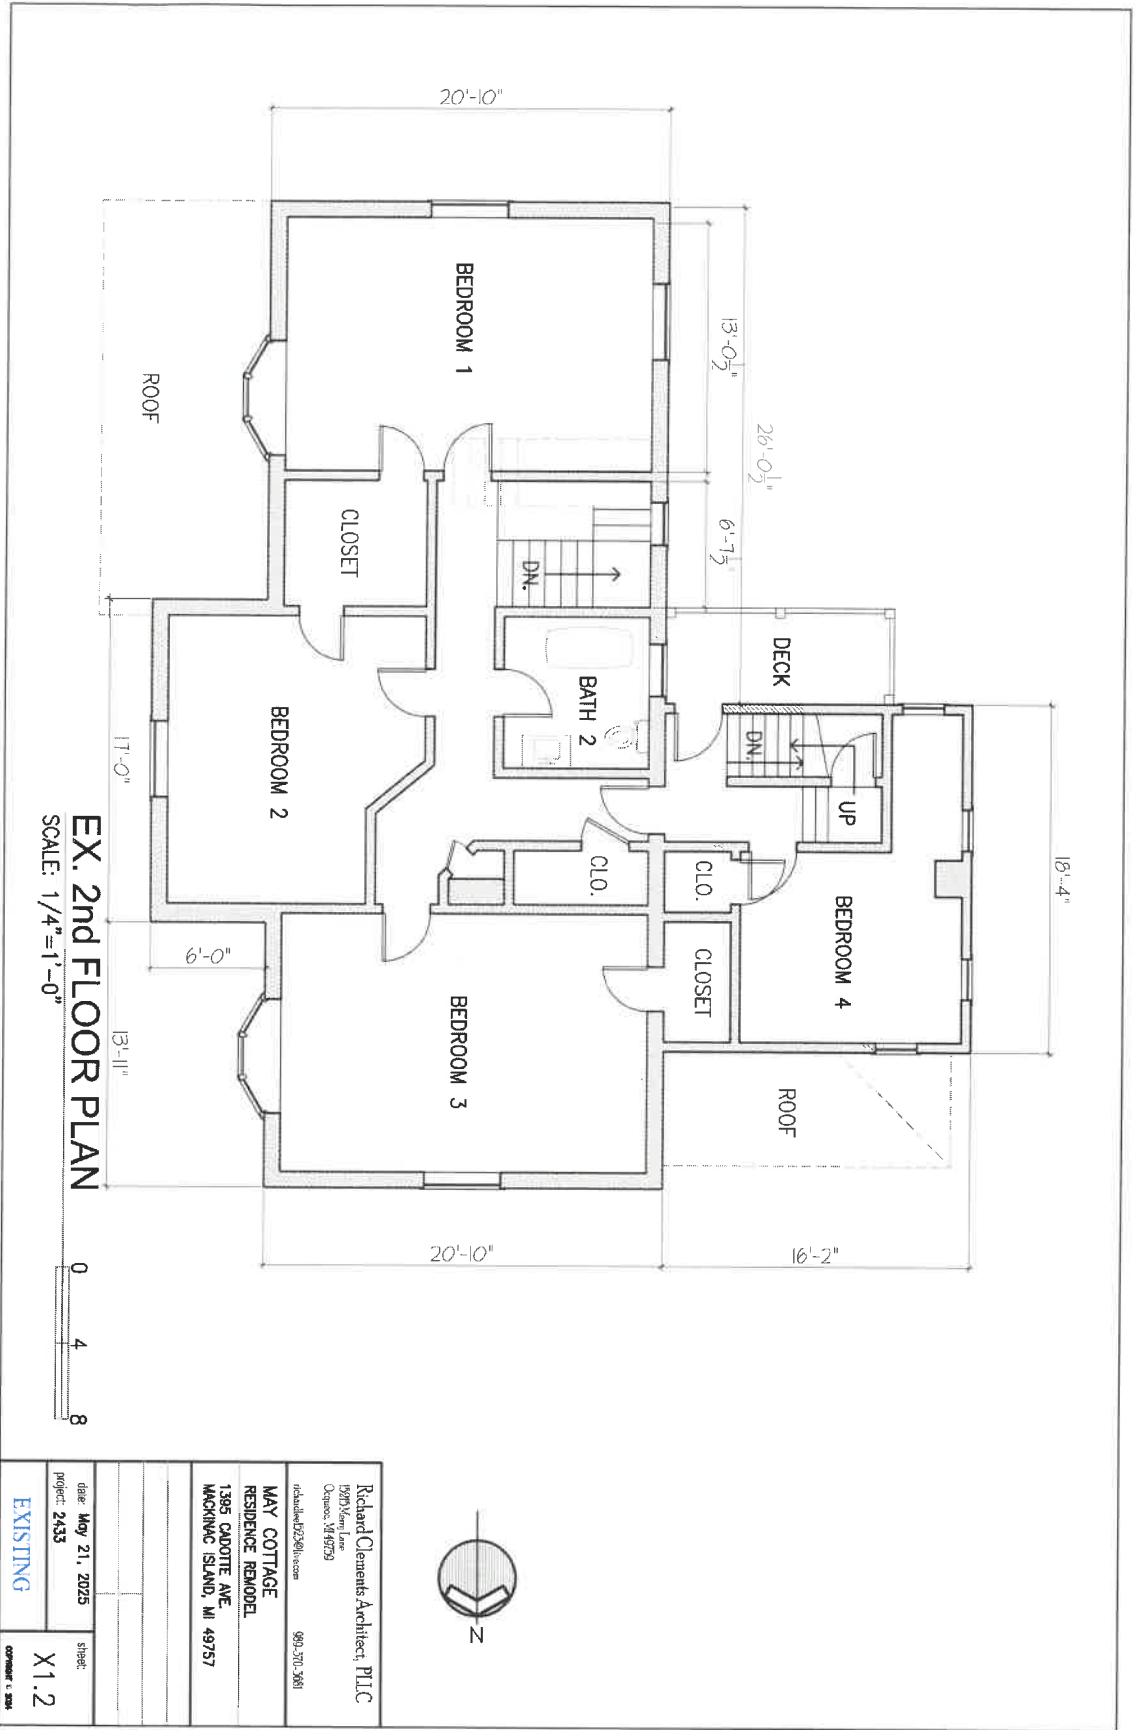 20'-10"
13'-0 1/2"
26'-0 1/2"
6'-7 1/2"
BEDROOM 1
ROOF
CLOSET
DN.
DECK
BATH 2
DN.
UP
18'-4"
BEDROOM 2
17'-0"
CLO.
CLO.
BEDROOM 4
CLOSET
6'-0"
13'-11"
BEDROOM 3
ROOF
20'-10"
16'-2"
EX. 2nd FLOOR PLAN
SCALE: 1/4"=1'-0"
0 4 8
N
Richard Clements Architect, PLLC
15215 Merry Lane
Ocqueoc, MI 49759
989-370-3681
MAY COTTAGE
RESIDENCE REMODEL
1395 CADOTTE AVE.
MACKINAC ISLAND, MI 49757
date: May 21, 2025
project: 2433
EXISTING
sheet:
X1.2